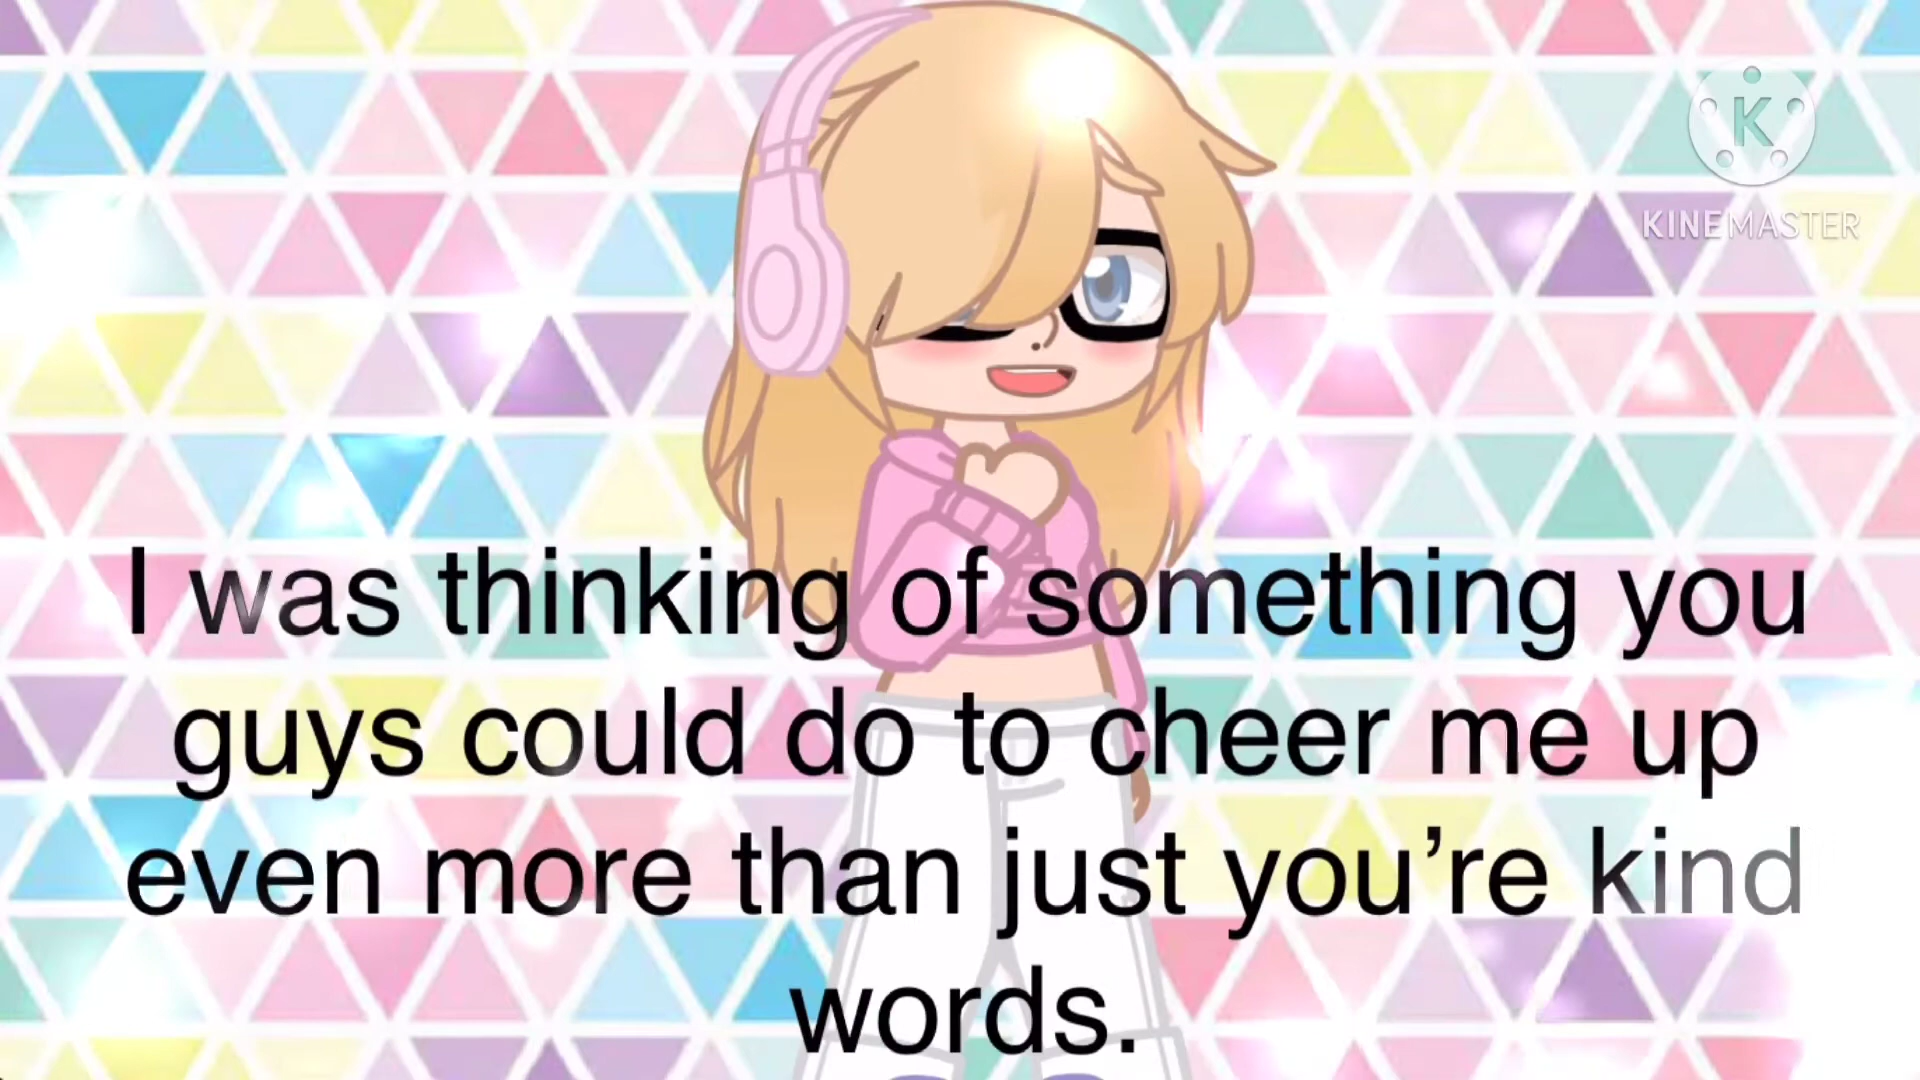 K
KINEMASTER
I was thinking of something you
guys could do to cheer me up
even more than just you’re kind
words.